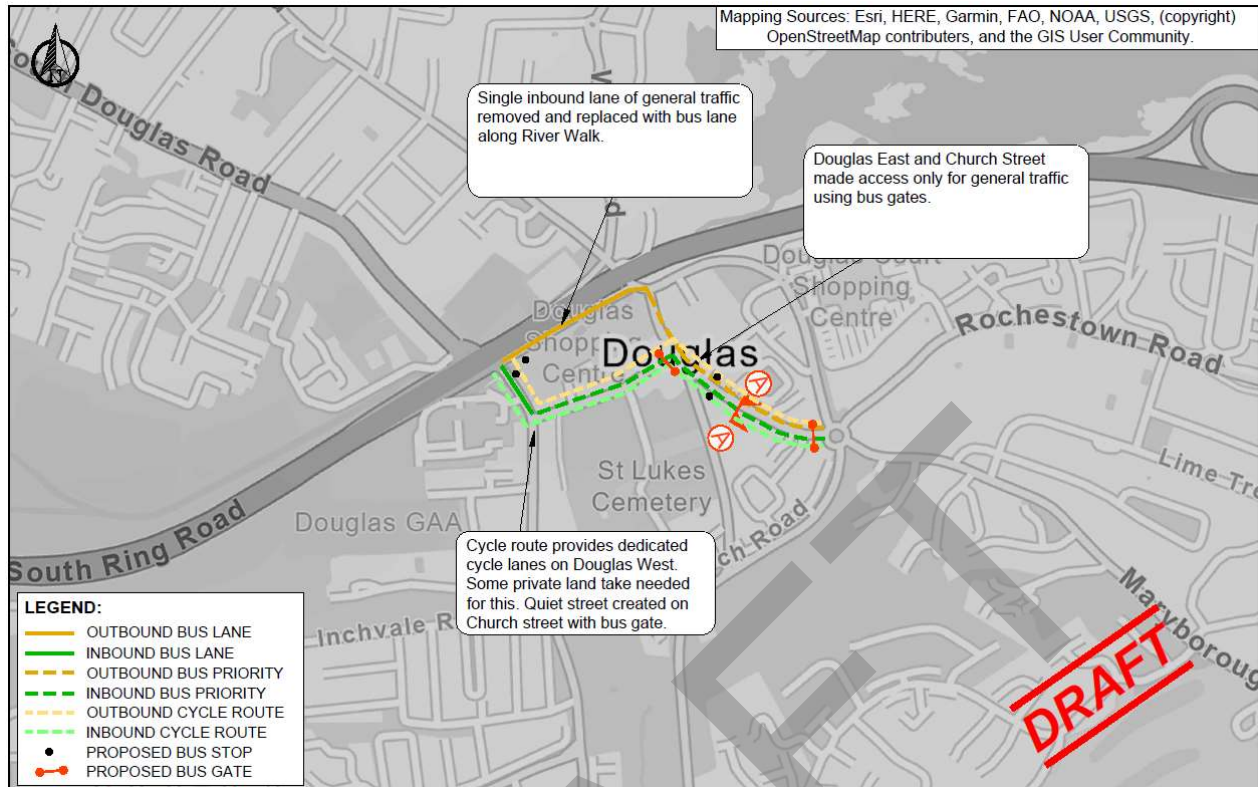 Mapping Sources: Esri, HERE, Garmin, FAO, NOAA, USGS, (copyright)
OpenStreetMap contributers, and the GIS User Community.
Douglas Road
Single inbound lane of general traffic
removed and replaced with bus lane
along River Walk.
Douglas East and Church Street
made access only for general traffic
using bus gates.
Douglas Court
Shopping
Centre
Rochestown Road
Douglas
Shopping
Centre
Douglas
A
A
St Lukes
Cemetery
Douglas GAA
South Ring Road
Cycle route provides dedicated
cycle lanes on Douglas West.
Some private land take needed
for this. Quiet street created on
Church street with bus gate.
Road
Inchvale
DRAFT
LEGEND:
OUTBOUND BUS LANE
INBOUND BUS LANE
OUTBOUND BUS PRIORITY
INBOUND BUS PRIORITY
OUTBOUND CYCLE ROUTE
INBOUND CYCLE ROUTE
PROPOSED BUS STOP
PROPOSED BUS GATE